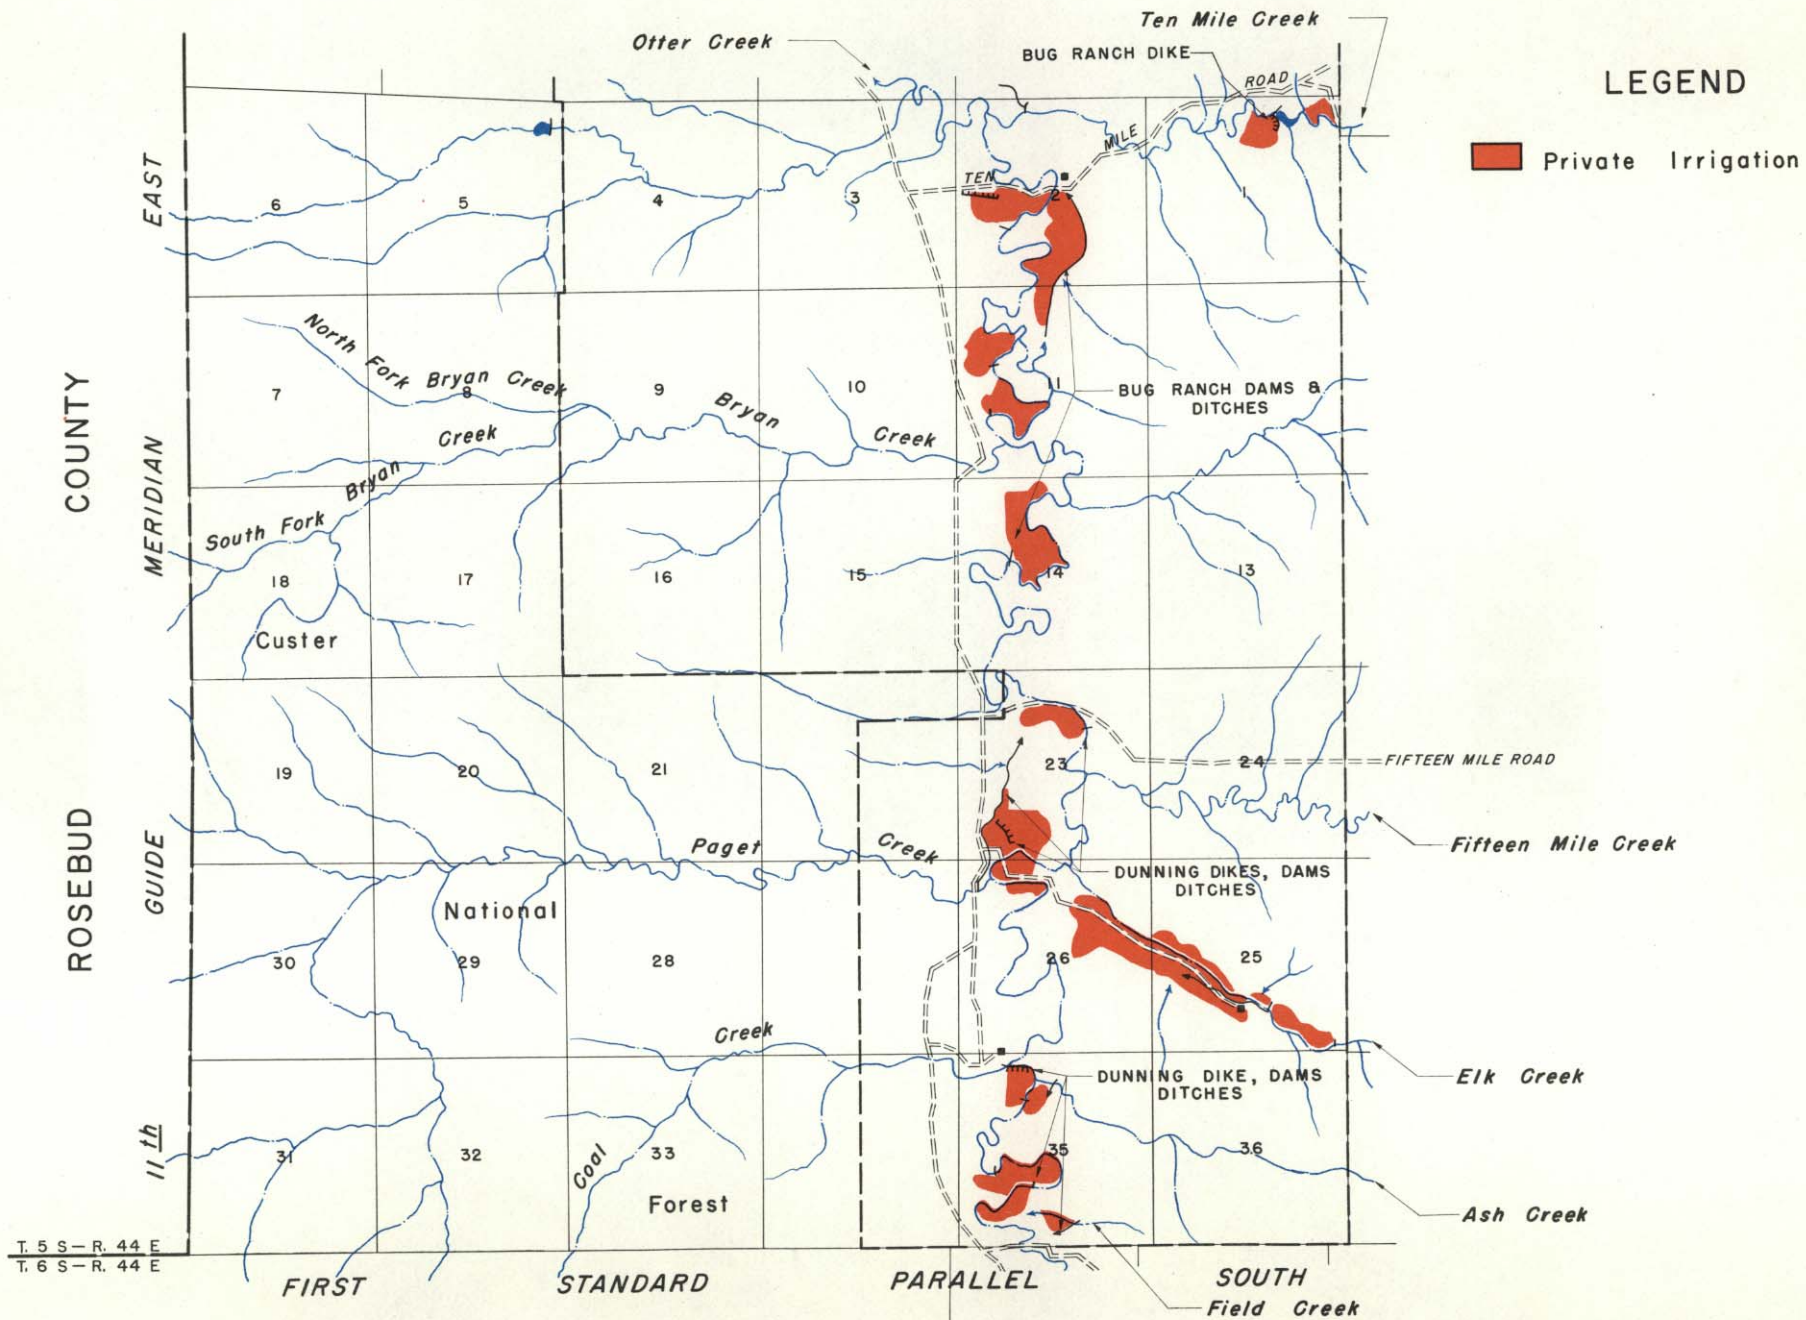 Ten Mile Creek
Otter Creek
BUG RANCH DIKE
ROAD
LEGEND
MILE
Private Irrigation
TEN
EAST
6
5
4
3
2
1
North Fork Bryan Creek
7
8
9
10
11
BUG RANCH DAMS &
DITCHES
Bryan Creek
Creek
COUNTY
MERIDIAN
South Fork Bryan
18
17
16
15
14
13
Custer
19
20
21
23
24
FIFTEEN MILE ROAD
ROSEBUD
GUIDE
Paget Creek
Fifteen Mile Creek
DUNNING DIKES, DAMS
DITCHES
National
30
29
28
26
25
Creek
DUNNING DIKE, DAMS
DITCHES
Elk Creek
11th
31
32
Coal
33
35
36
Forest
Ash Creek
T. 5 S – R. 44 E
T. 6 S – R. 44 E
FIRST STANDARD PARALLEL SOUTH
Field Creek